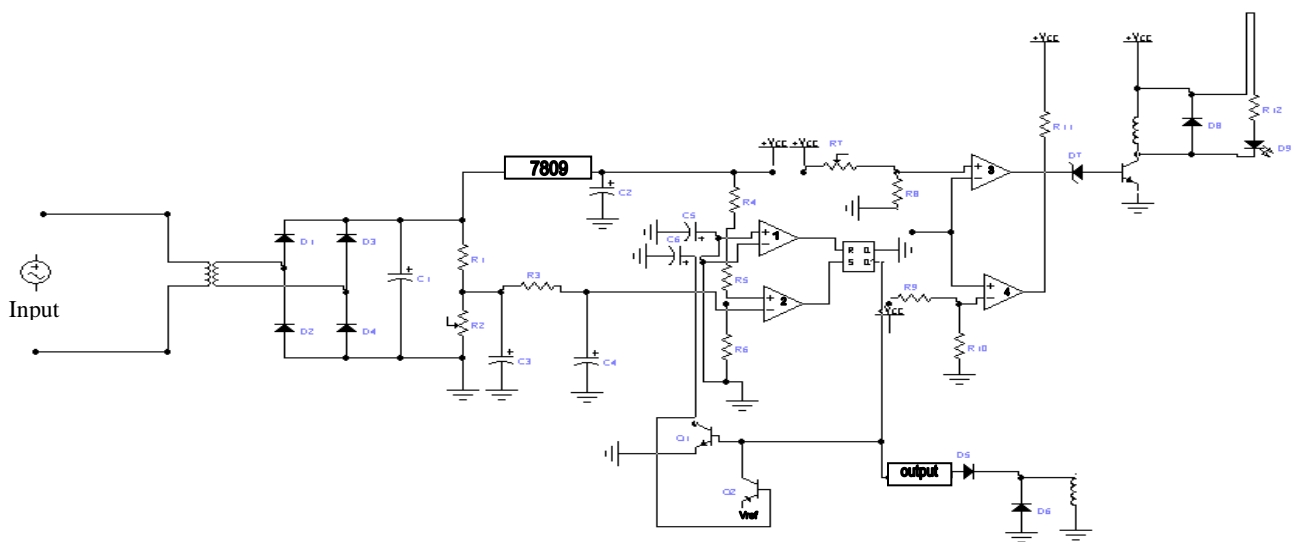 +Vcc
+Vcc
R12
+Vcc
+Vcc
R11
D8
D9
7809
RT
3
D7
C2
R4
R8
C5
C6
1
R
Q
S
Q'
D1
D3
C1
R1
R3
R5
2
R9
4
Input
D2
D4
R2
+Vcc
C3
C4
R6
R10
Q1
output
D5
Q2
Vref
D6